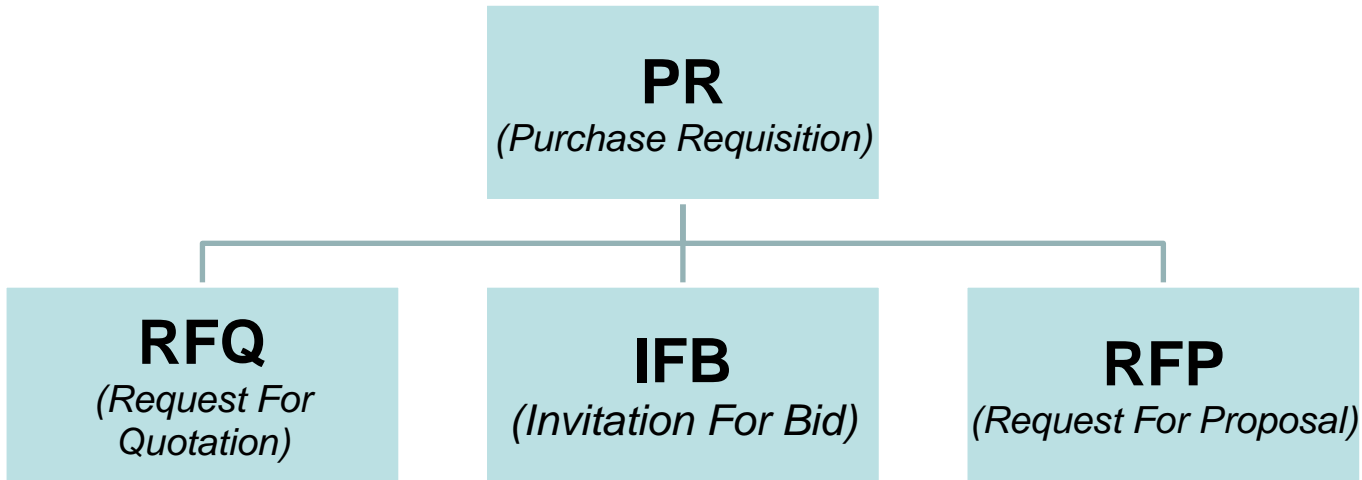 PR
(Purchase Requisition)
RFQ
(Request For
Quotation)
IFB
(Invitation For Bid)
RFP
(Request For Proposal)